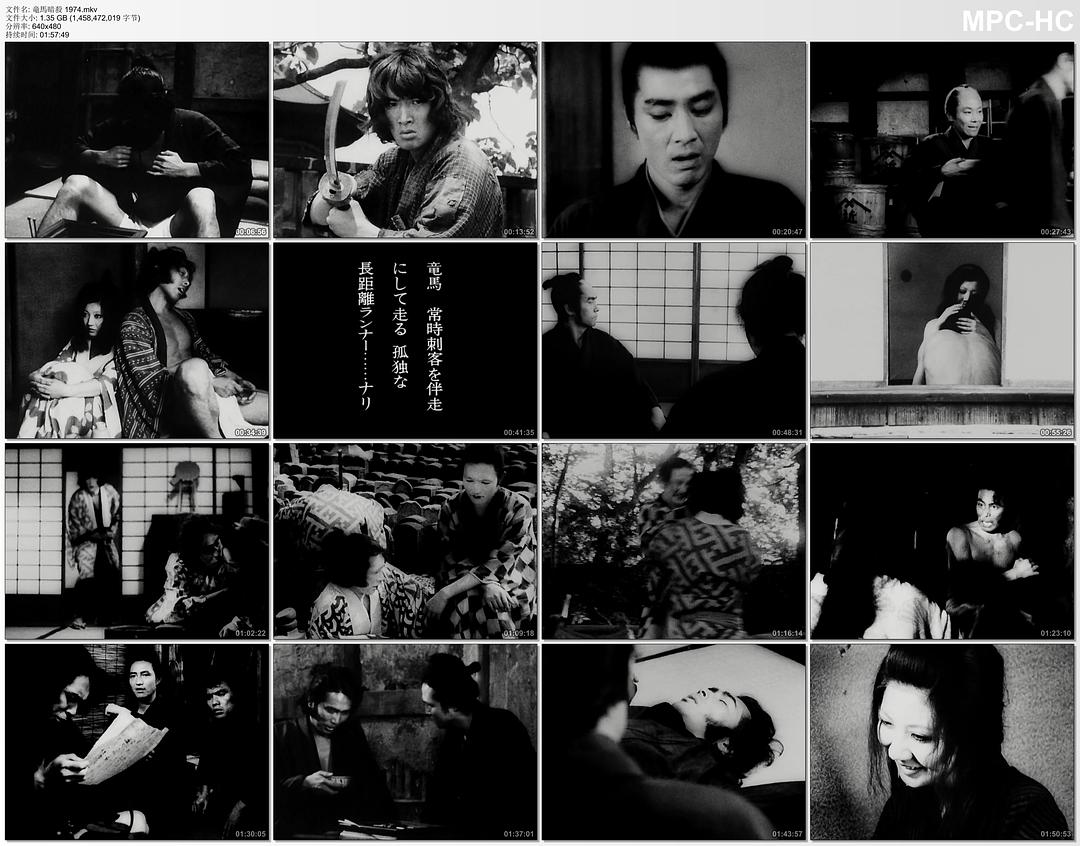 文件名: 竜馬暗殺 1974.mkv
文件大小: 1.35 GB (1,458,472,019 字节)
分辨率: 640x480
持续时间: 01:57:49
MPC-HC
00:06:56
00:13:52
00:20:47
00:27:43
00:34:39
竜馬 常時刺客を伴走
にして走る 孤独な
長距離ランナー……ナリ
00:41:35
00:48:31
00:55:26
01:02:22
01:09:18
01:16:14
01:23:10
01:30:05
01:37:01
01:43:57
01:50:53